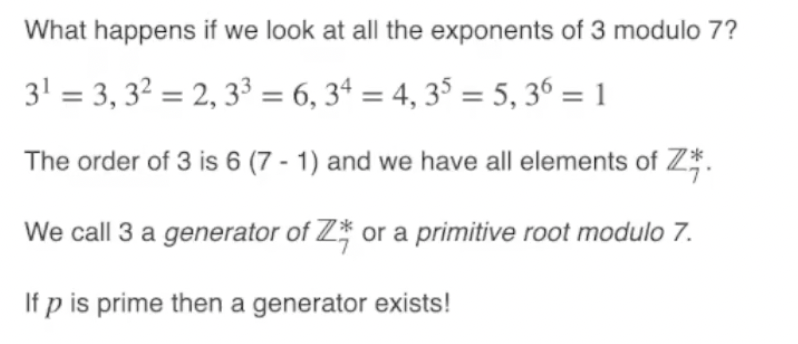 What happens if we look at all the exponents of 3 modulo 7?
3¹ = 3, 3² = 2, 3³ = 6, 3⁴ = 4, 3⁵ = 5, 3⁶ = 1
The order of 3 is 6 (7 - 1) and we have all elements of ℤ₇*.
We call 3 a generator of ℤ₇* or a primitive root modulo 7.
If p is prime then a generator exists!